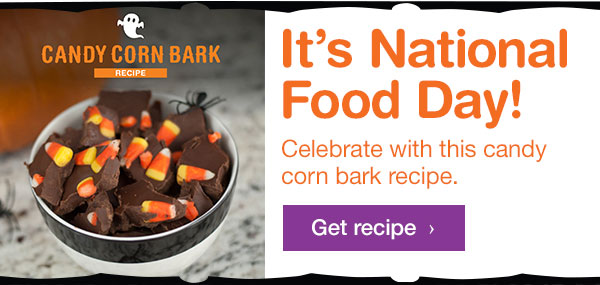 CANDY CORN BARK
RECIPE
It's National
Food Day!
Celebrate with this candy
corn bark recipe.
Get recipe ›